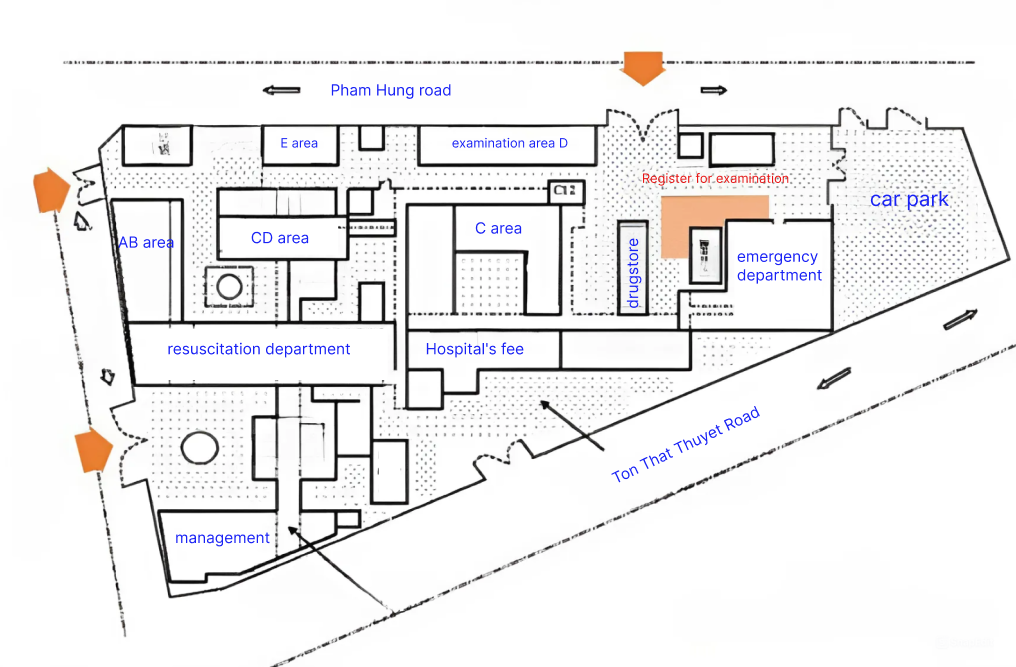 Pham Hung road
E area
examination area D
Register for examination
C12
car park
AB area
CD area
C area
drugstore
emergency
department
resuscitation department
Hospital's fee
Ton That Thuyet Road
management